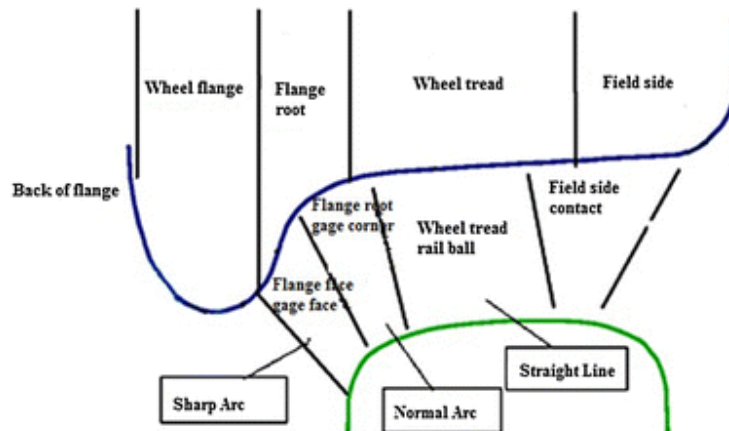 Wheel flange
Flange
root
Wheel tread
Field side
Back of flange
Flange root
gage corner
Wheel tread
rail ball
Field side
contact
Flange face
gage face
Sharp Arc
Normal Arc
Straight Line